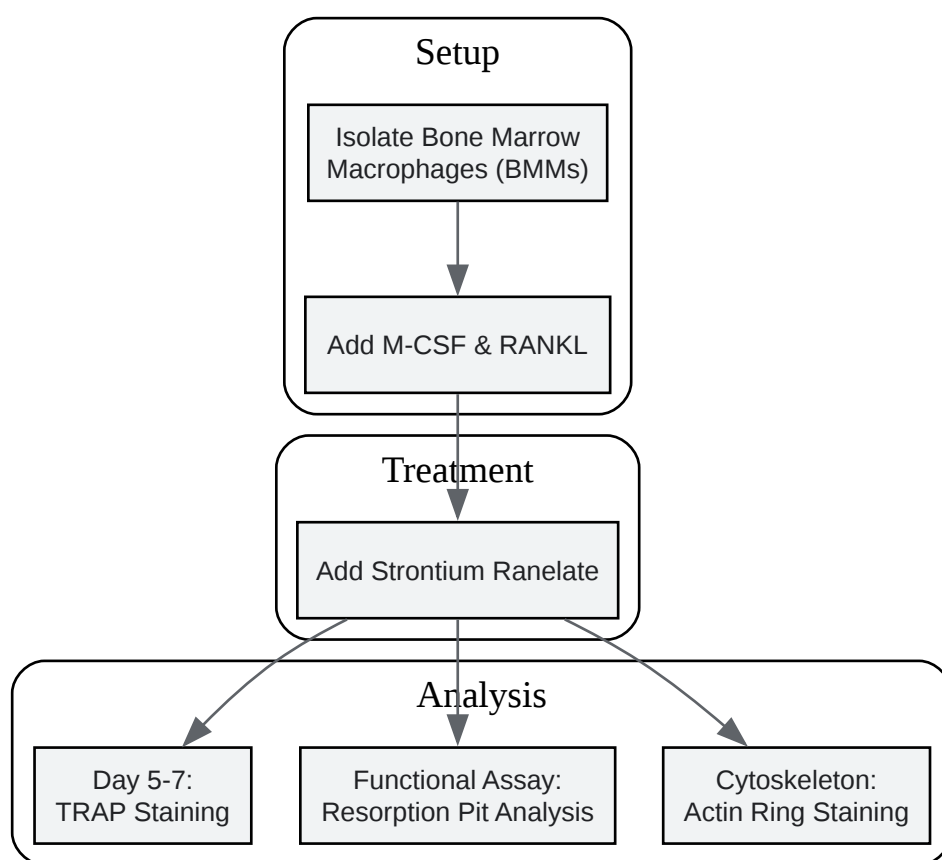 Setup
Isolate Bone Marrow
Macrophages (BMMs)
Add M-CSF & RANKL
Treatment
Add Strontium Ranelate
Analysis
Day 5-7:
TRAP Staining
Functional Assay:
Resorption Pit Analysis
Cytoskeleton:
Actin Ring Staining